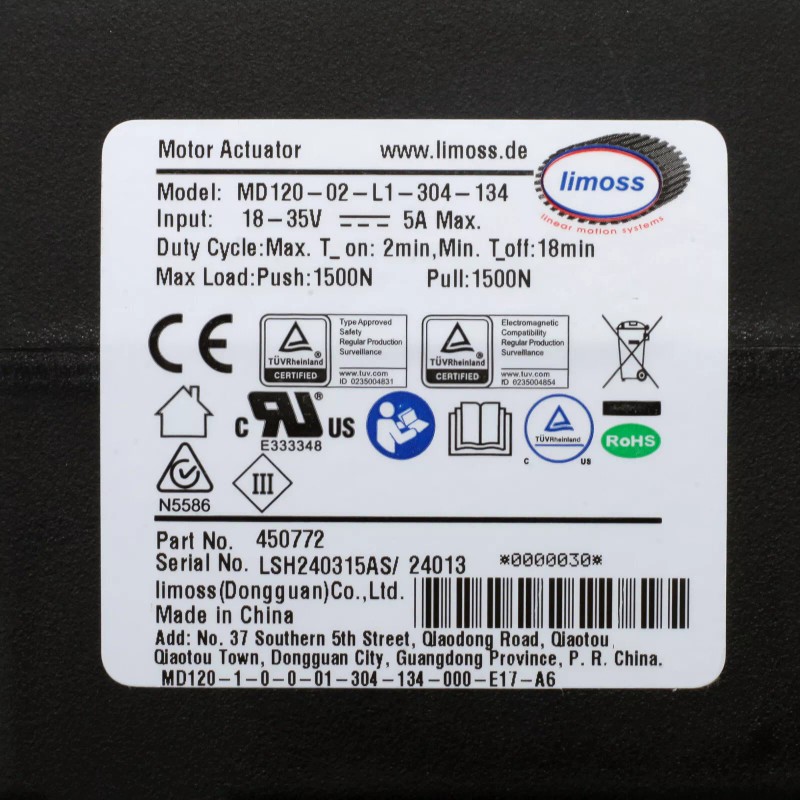 Motor Actuator www.limoss.de
limoss
linear motion systems
Model: MD120-02-L1-304-134
Input: 18-35V 5A Max.
Duty Cycle:Max. T_on: 2min,Min. T_off:18min
Max Load:Push:1500N Pull:1500N
CE
TÜVRheinland®
CERTIFIED
Type Approved
Safety
Regular Production
Surveillance
www.tuv.com
ID 0235004831
TÜVRheinland®
CERTIFIED
Electromagnetic
Compatibility
Regular Production
Surveillance
www.tuv.com
ID 0235004854
C RU® US
E333348
TÜVRheinland
C US
RoHS
N5586
III
Part No. 450772
Serial No. LSH240315AS/ 24013 *0000030*
limoss(Dongguan)Co.,Ltd.
Made in China
Add: No. 37 Southern 5th Street, Qiaodong Road, Qiaotou,
Qiaotou Town, Dongguan City, Guangdong Province, P. R. China.
MD120-1-0-0-01-304-134-000-E17-A6